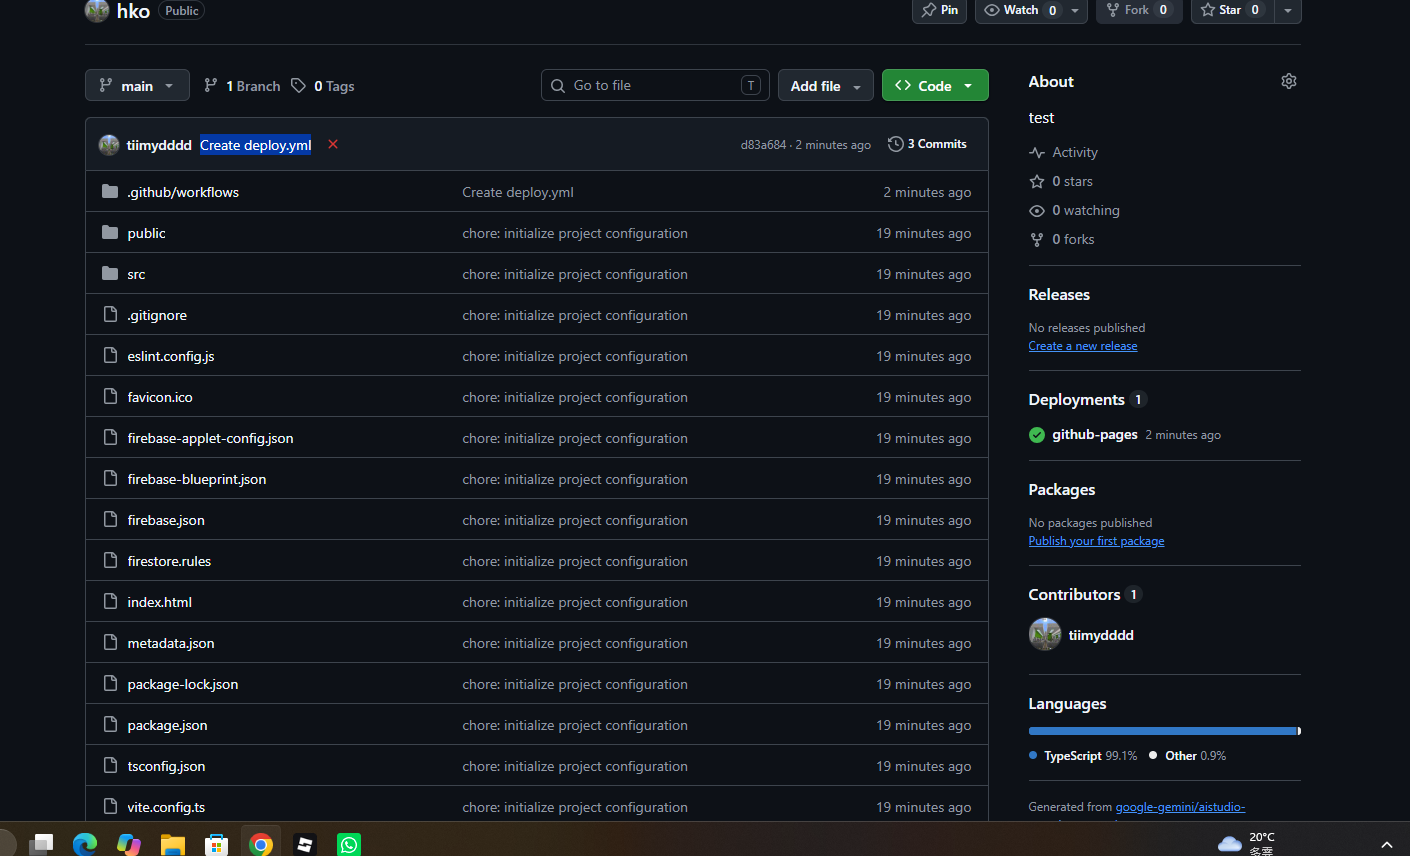 hko Public
Pin Watch 0 Fork 0 Star 0
main 1 Branch 0 Tags Go to file T Add file Code
tiimydddd Create deploy.yml d83a684 · 2 minutes ago 3 Commits
.github/workflows Create deploy.yml 2 minutes ago
public chore: initialize project configuration 19 minutes ago
src chore: initialize project configuration 19 minutes ago
.gitignore chore: initialize project configuration 19 minutes ago
eslint.config.js chore: initialize project configuration 19 minutes ago
favicon.ico chore: initialize project configuration 19 minutes ago
firebase-applet-config.json chore: initialize project configuration 19 minutes ago
firebase-blueprint.json chore: initialize project configuration 19 minutes ago
firebase.json chore: initialize project configuration 19 minutes ago
firestore.rules chore: initialize project configuration 19 minutes ago
index.html chore: initialize project configuration 19 minutes ago
metadata.json chore: initialize project configuration 19 minutes ago
package-lock.json chore: initialize project configuration 19 minutes ago
package.json chore: initialize project configuration 19 minutes ago
tsconfig.json chore: initialize project configuration 19 minutes ago
vite.config.ts chore: initialize project configuration 19 minutes ago
About
test
Activity
0 stars
0 watching
0 forks
Releases
No releases published
Create a new release
Deployments 1
github-pages 2 minutes ago
Packages
No packages published
Publish your first package
Contributors 1
tiimydddd
Languages
TypeScript 99.1% Other 0.9%
Generated from google-gemini/aistudio-
20°C
多雲